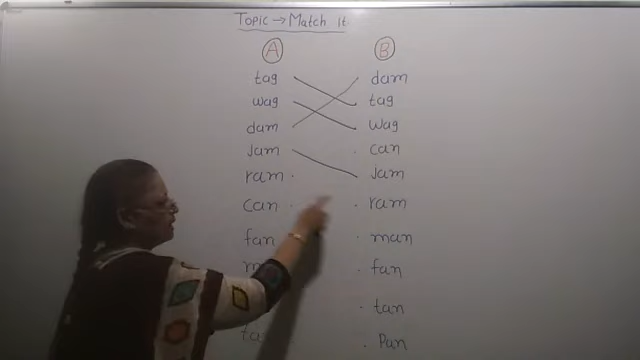 Topic → Match it
A B
tag dam
wag tag
dam wag
Jam can
ram Jam
can ram
fan man
fan
tan
Pan